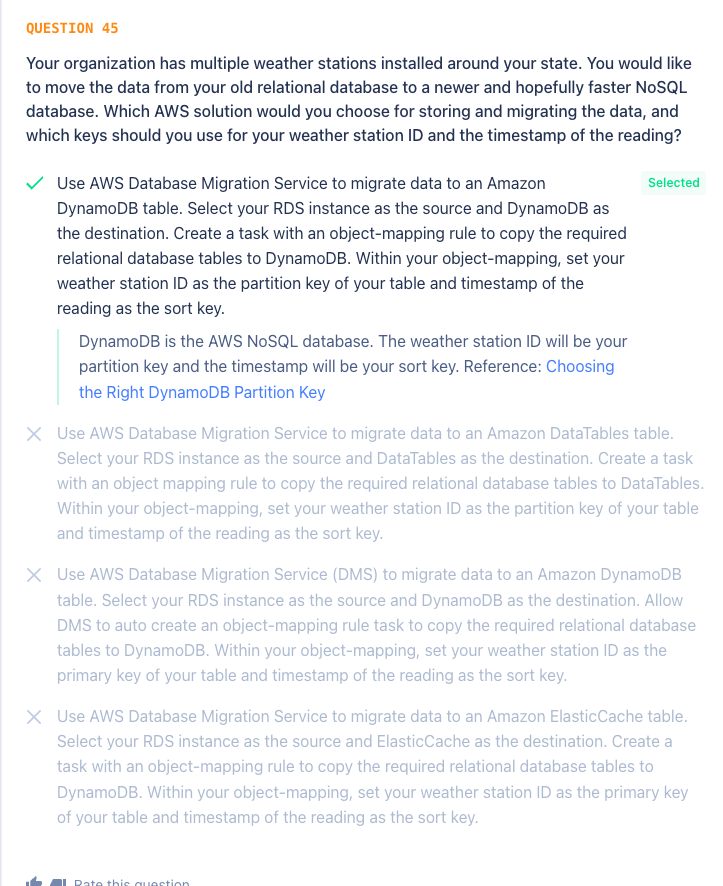 QUESTION 45
Your organization has multiple weather stations installed around your state. You would like
to move the data from your old relational database to a newer and hopefully faster NoSQL
database. Which AWS solution would you choose for storing and migrating the data, and
which keys should you use for your weather station ID and the timestamp of the reading?
Use AWS Database Migration Service to migrate data to an Amazon
Selected
DynamoDB table. Select your RDS instance as the source and DynamoDB as
the destination. Create a task with an object-mapping rule to copy the required
relational database tables to DynamoDB. Within your object-mapping, set your
weather station ID as the partition key of your table and timestamp of the
reading as the sort key.
DynamoDB is the AWS NoSQL database. The weather station ID will be your
partition key and the timestamp will be your sort key. Reference: Choosing
the Right DynamoDB Partition Key
Use AWS Database Migration Service to migrate data to an Amazon DataTables table.
Select your RDS instance as the source and DataTables as the destination. Create a task
with an object mapping rule to copy the required relational database tables to DataTables.
Within your object-mapping, set your weather station ID as the partition key of your table
and timestamp of the reading as the sort key.
Use AWS Database Migration Service (DMS) to migrate data to an Amazon DynamoDB
table. Select your RDS instance as the source and DynamoDB as the destination. Allow
DMS to auto create an object-mapping rule task to copy the required relational database
tables to DynamoDB. Within your object-mapping, set your weather station ID as the
primary key of your table and timestamp of the reading as the sort key.
Use AWS Database Migration Service to migrate data to an Amazon ElasticCache table.
Select your RDS instance as the source and ElasticCache as the destination. Create a
task with an object-mapping rule to copy the required relational database tables to
DynamoDB. Within your object-mapping, set your weather station ID as the primary key
of your table and timestamp of the reading as the sort key.
Rate this question